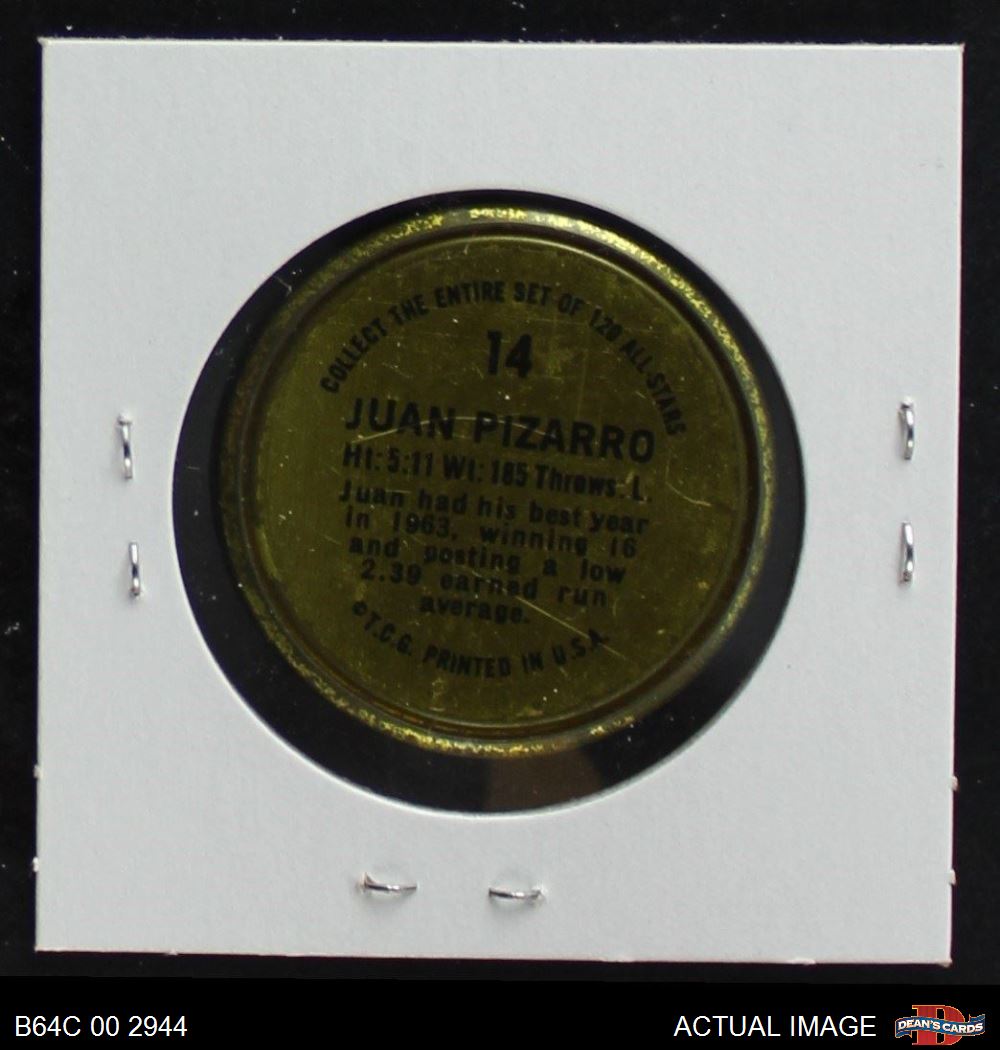 COLLECT THE ENTIRE SET OF 120 ALL-STARS
14
JUAN PIZARRO
Ht: 5:11 Wt: 185 Throws: L.
Juan had his best year
in 1963, winning 16
and posting a low
2.39 earned run
average.
©T.C.G. PRINTED IN U.S.A.
B64C 00 2944
ACTUAL IMAGE
D
DEAN'S CARDS